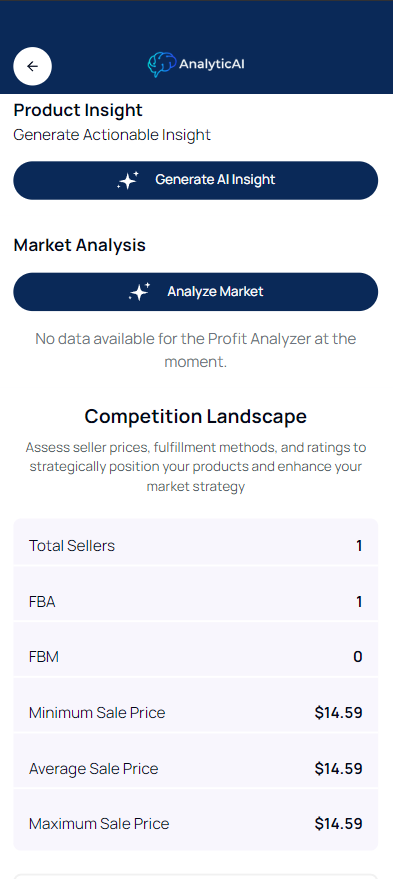 AnalyticAI
Product Insight
Generate Actionable Insight
Generate AI Insight
Market Analysis
Analyze Market
No data available for the Profit Analyzer at the
moment.
Competition Landscape
Assess seller prices, fulfillment methods, and ratings to
strategically position your products and enhance your
market strategy
Total Sellers 1
FBA 1
FBM 0
Minimum Sale Price $14.59
Average Sale Price $14.59
Maximum Sale Price $14.59